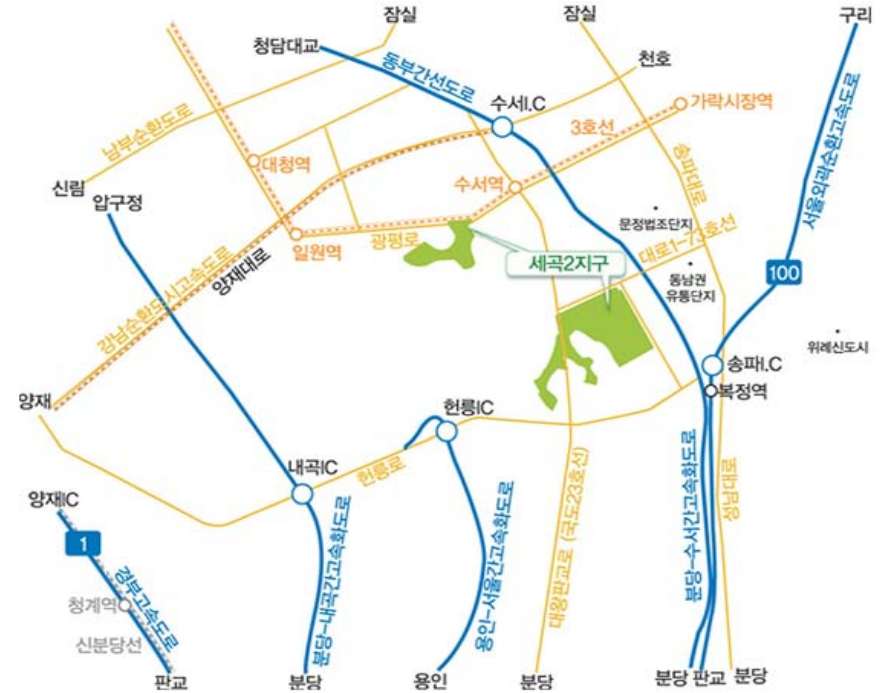 잠실
잠실
구리
청담대교
동부간선도로
천호
수세I.C
가락시장역
3호선
남부순환도로
대청역
송파대로
서울외곽순환고속도로
신림
수서역
압구정
문정법조단지
일원역
광평로
대로1-73호선
양재대로
강남순환도시고속도로
세곡2지구
동남권
유통단지
100
위례신도시
송파I.C
복정역
양재
헌릉IC
내곡IC
헌릉로
양재IC
1
경부고속도로
청계역
신분당선
분당-내곡간고속화도로
용인-서울간고속화도로
대왕판교로 (국도23호선)
분당-수서간고속화도로
성남대로
판교
분당
용인
분당
분당
판교
분당